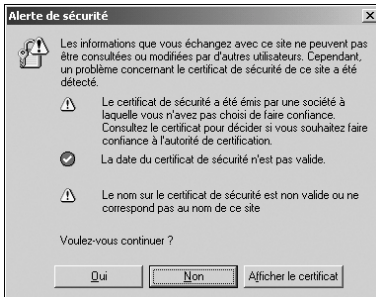 Alerte de sécurité
Les informations que vous échangez avec ce site ne peuvent pas
être consultées ou modifiées par d'autres utilisateurs. Cependant,
un problème concernant le certificat de sécurité de ce site a été
détecté.
Le certificat de sécurité a été émis par une société à
laquelle vous n'avez pas choisi de faire confiance.
Consultez le certificat pour décider si vous souhaitez faire
confiance à l'autorité de certification.
La date du certificat de sécurité n'est pas valide.
Le nom sur le certificat de sécurité est non valide ou ne
correspond pas au nom de ce site
Voulez-vous continuer ?
Oui Non Afficher le certificat